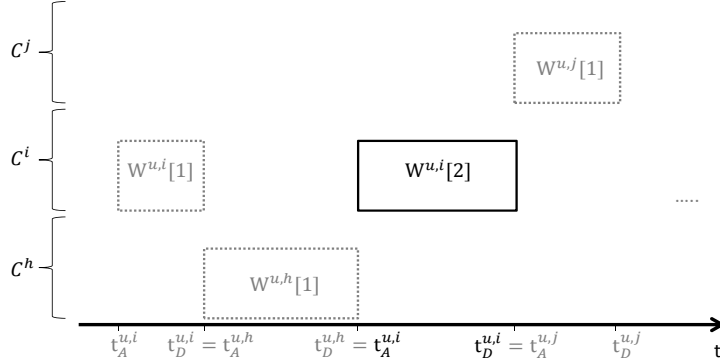 C^j
W^{u,j}[1]
C^i
W^{u,i}[1]
W^{u,i}[2]
.....
C^h
W^{u,h}[1]
t_A^{u,i} t_D^{u,i} = t_A^{u,h} t_D^{u,h} = t_A^{u,i} t_D^{u,i} = t_A^{u,j} t_D^{u,j} t